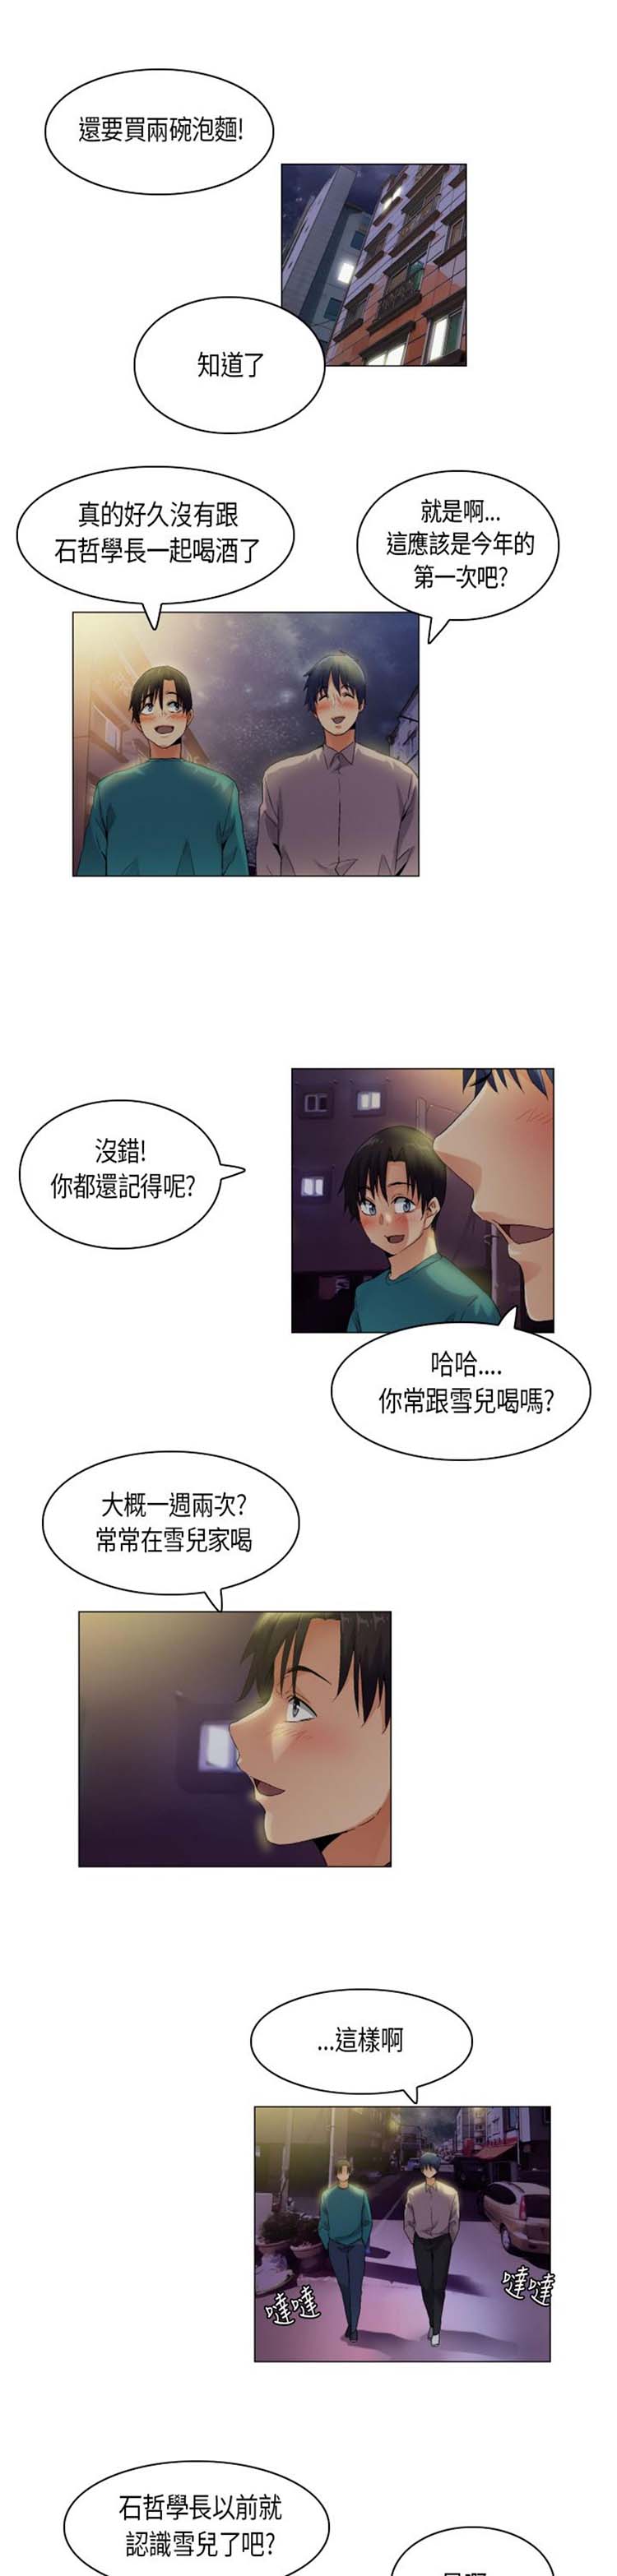 還要買兩碗泡麵!
知道了
真的好久沒有跟
石哲學長一起喝酒了
就是啊...
這應該是今年的
第一次吧?
沒錯!
你都還記得呢?
哈哈....
你常跟雪兒喝嗎?
大概一週兩次?
常常在雪兒家喝
...這樣啊
噠噠
噠噠
石哲學長以前就
認識雪兒了吧?